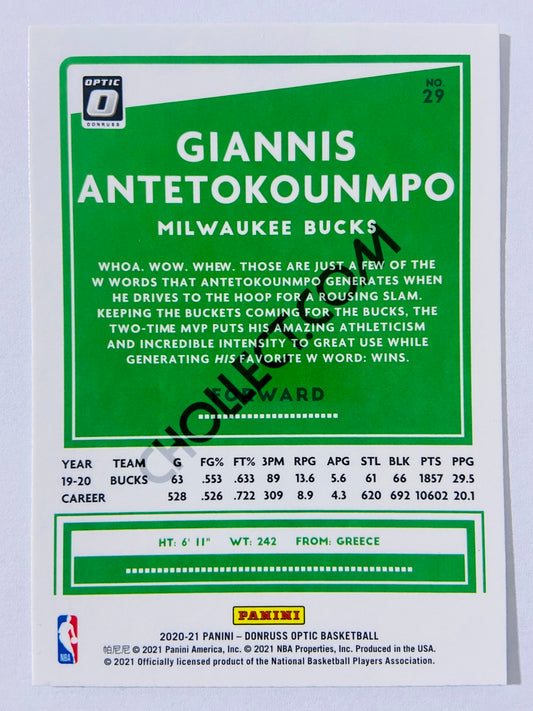 OPTIC
DONRUSS
NO.
29
GIANNIS
ANTETOKOUNMPO
MILWAUKEE BUCKS
WHOA. WOW. WHEW. THOSE ARE JUST A FEW OF THE
W WORDS THAT ANTETOKOUNMPO GENERATES WHEN
HE DRIVES TO THE HOOP FOR A ROUSING SLAM.
KEEPING THE BUCKETS COMING FOR THE BUCKS, THE
TWO-TIME MVP PUTS HIS AMAZING ATHLETICISM
AND INCREDIBLE INTENSITY TO GREAT USE WHILE
GENERATING HIS FAVORITE W WORD: WINS.
FORWARD
CHOLLECT.COM
YEAR TEAM G FG% FT% 3PM RPG APG STL BLK PTS PPG
19-20 BUCKS 63 .553 .633 89 13.6 5.6 61 66 1857 29.5
CAREER 528 .526 .722 309 8.9 4.3 620 692 10602 20.1
HT: 6' 11" WT: 242 FROM: GREECE
PANINI
2020-21 PANINI – DONRUSS OPTIC BASKETBALL
帕尼尼 © 2021 Panini America, Inc. © 2021 NBA Properties, Inc. Produced in the USA.
© 2021 Officially licensed product of the National Basketball Players Association.
NBA